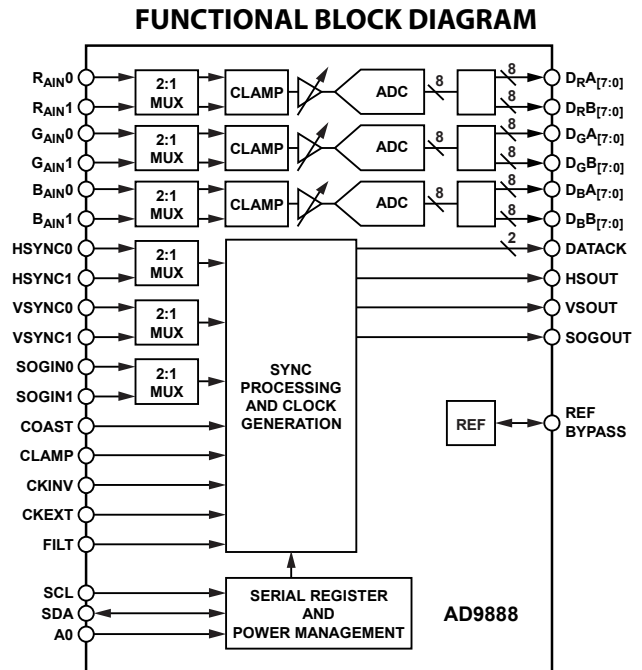 FUNCTIONAL BLOCK DIAGRAM
RAIN0
RAIN1
2:1
MUX
CLAMP
ADC
8
8
8
DRA[7:0]
DRB[7:0]
GAIN0
GAIN1
2:1
MUX
CLAMP
ADC
8
8
8
DGA[7:0]
DGB[7:0]
BAIN0
BAIN1
2:1
MUX
CLAMP
ADC
8
8
8
DBA[7:0]
DBB[7:0]
HSYNC0
HSYNC1
2:1
MUX
VSYNC0
VSYNC1
2:1
MUX
SOGIN0
SOGIN1
2:1
MUX
COAST
CLAMP
CKINV
CKEXT
FILT
SYNC
PROCESSING
AND CLOCK
GENERATION
2
DATACK
HSOUT
VSOUT
SOGOUT
REF
REF
BYPASS
SCL
SDA
A0
SERIAL REGISTER
AND
POWER MANAGEMENT
AD9888